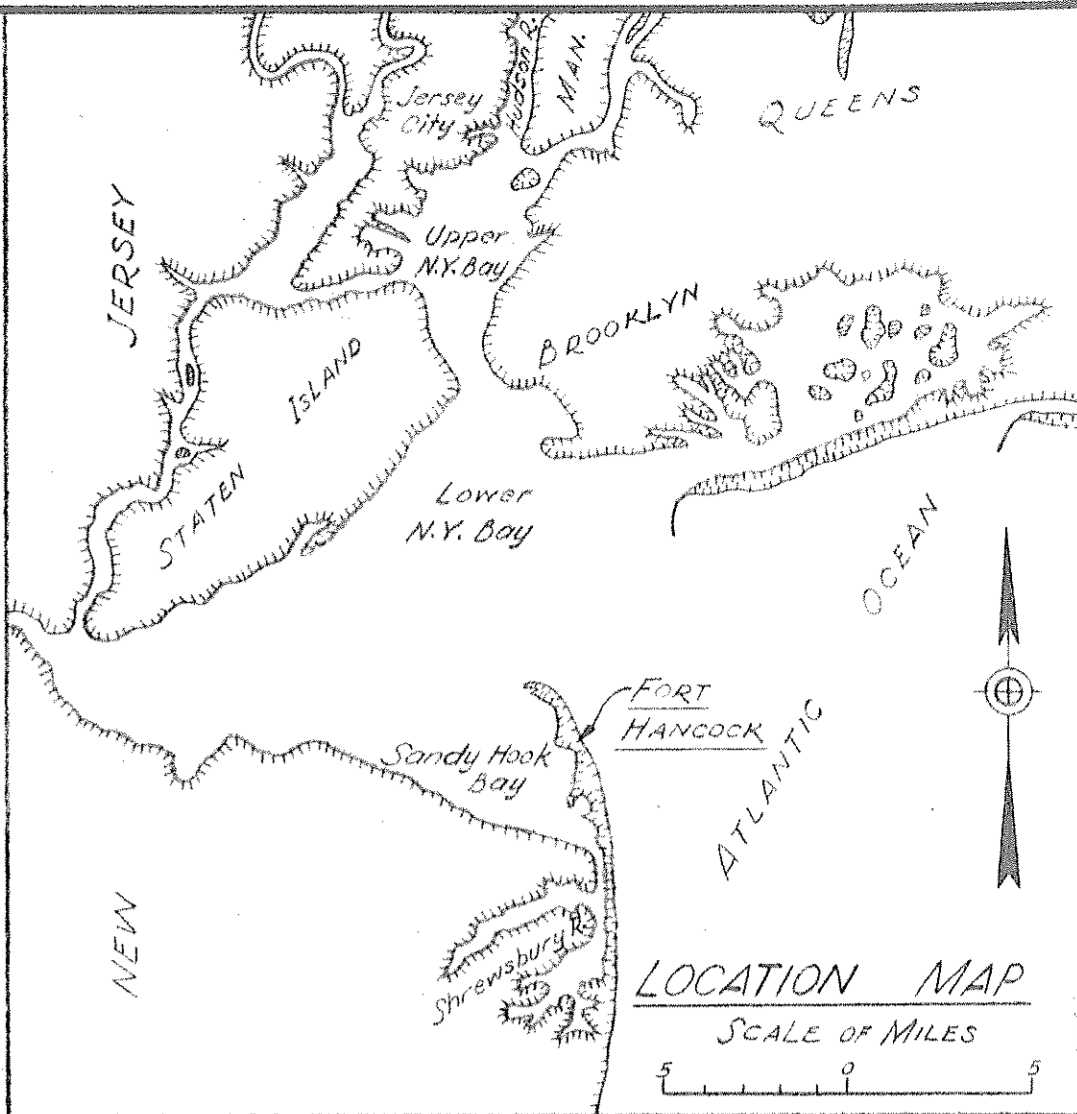 Hudson R.
MAN.
QUEENS
Jersey
City
JERSEY
Upper
N.Y. Bay
BROOKLYN
ISLAND
STATEN
Lower
N.Y. Bay
OCEAN
FORT
HANCOCK
Sandy Hook
Bay
ATLANTIC
NEW
Shrewsbury R.
LOCATION MAP
SCALE OF MILES
5 0 5